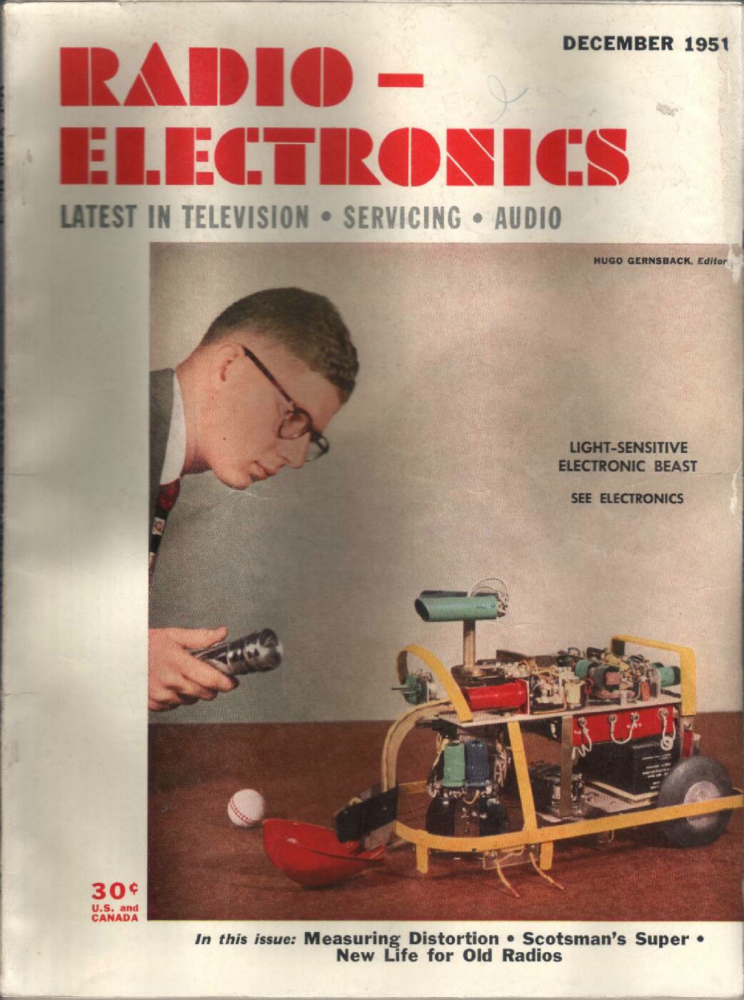 DECEMBER 1951
RADIO -
ELECTRONICS
LATEST IN TELEVISION • SERVICING • AUDIO
HUGO GERNSBACK, Editor
LIGHT-SENSITIVE
ELECTRONIC BEAST
SEE ELECTRONICS
30¢
U.S. and
CANADA
In this issue: Measuring Distortion • Scotsman's Super •
New Life for Old Radios